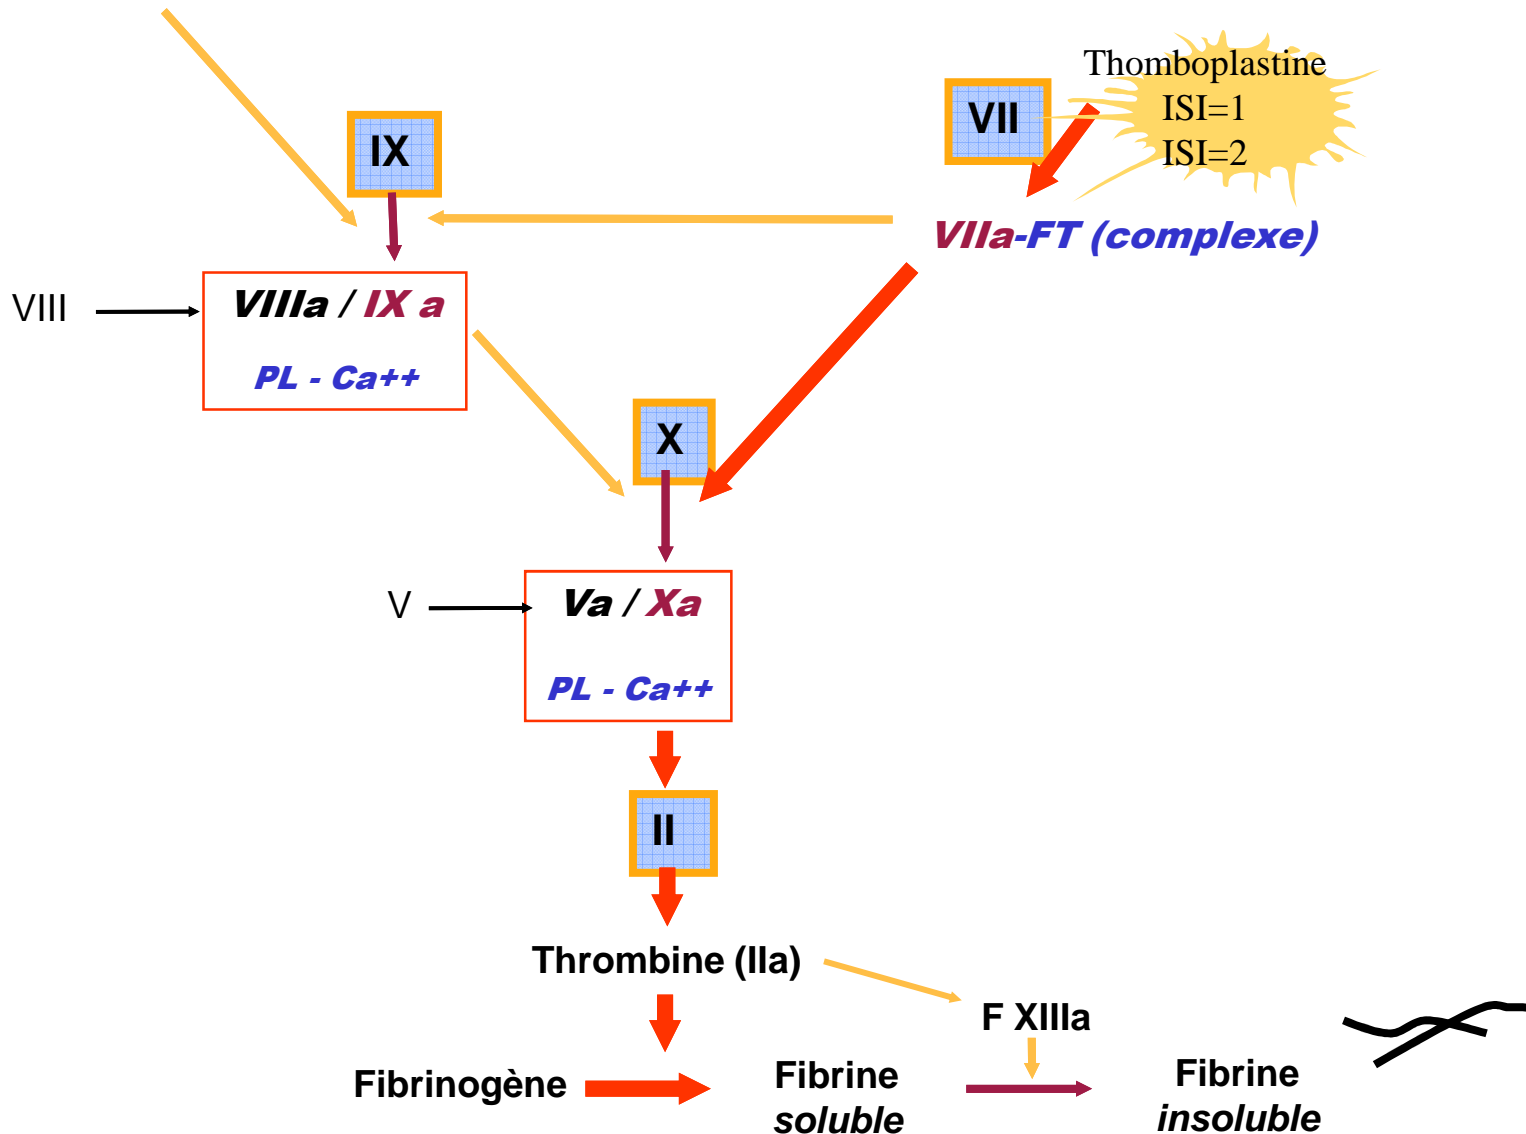 Thomboplastine
ISI=1
ISI=2
VII
IX
VIIa-FT (complexe)
VIII
VIIIa / IX a
PL - Ca++
X
V
Va / Xa
PL - Ca++
II
Thrombine (IIa)
F XIIIa
Fibrinogène
Fibrine
soluble
Fibrine
insoluble